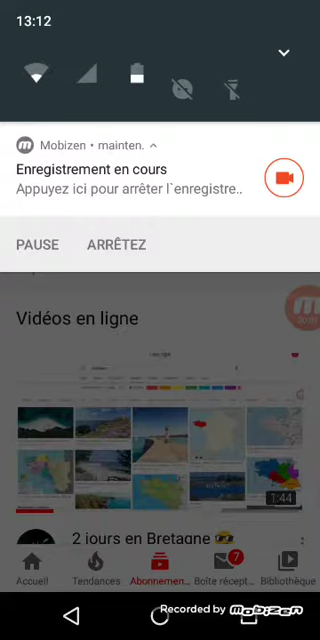 13:12
Mobizen • mainten.
Enregistrement en cours
Appuyez ici pour arrêter l`enregistre..
PAUSE ARRÊTEZ
Vidéos en ligne
1:44
2 jours en Bretagne 😎
7
Accueil Tendances Abonnemen... Boîte récept... Bibliothèque
Recorded by mobizen